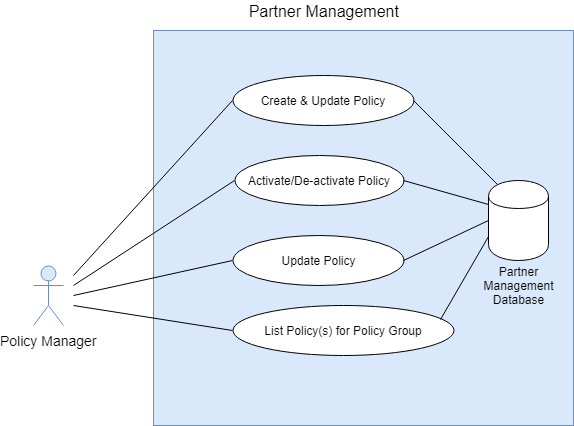 Partner Management
Create & Update Policy
Activate/De-activate Policy
Update Policy
List Policy(s) for Policy Group
Partner
Management
Database
Policy Manager